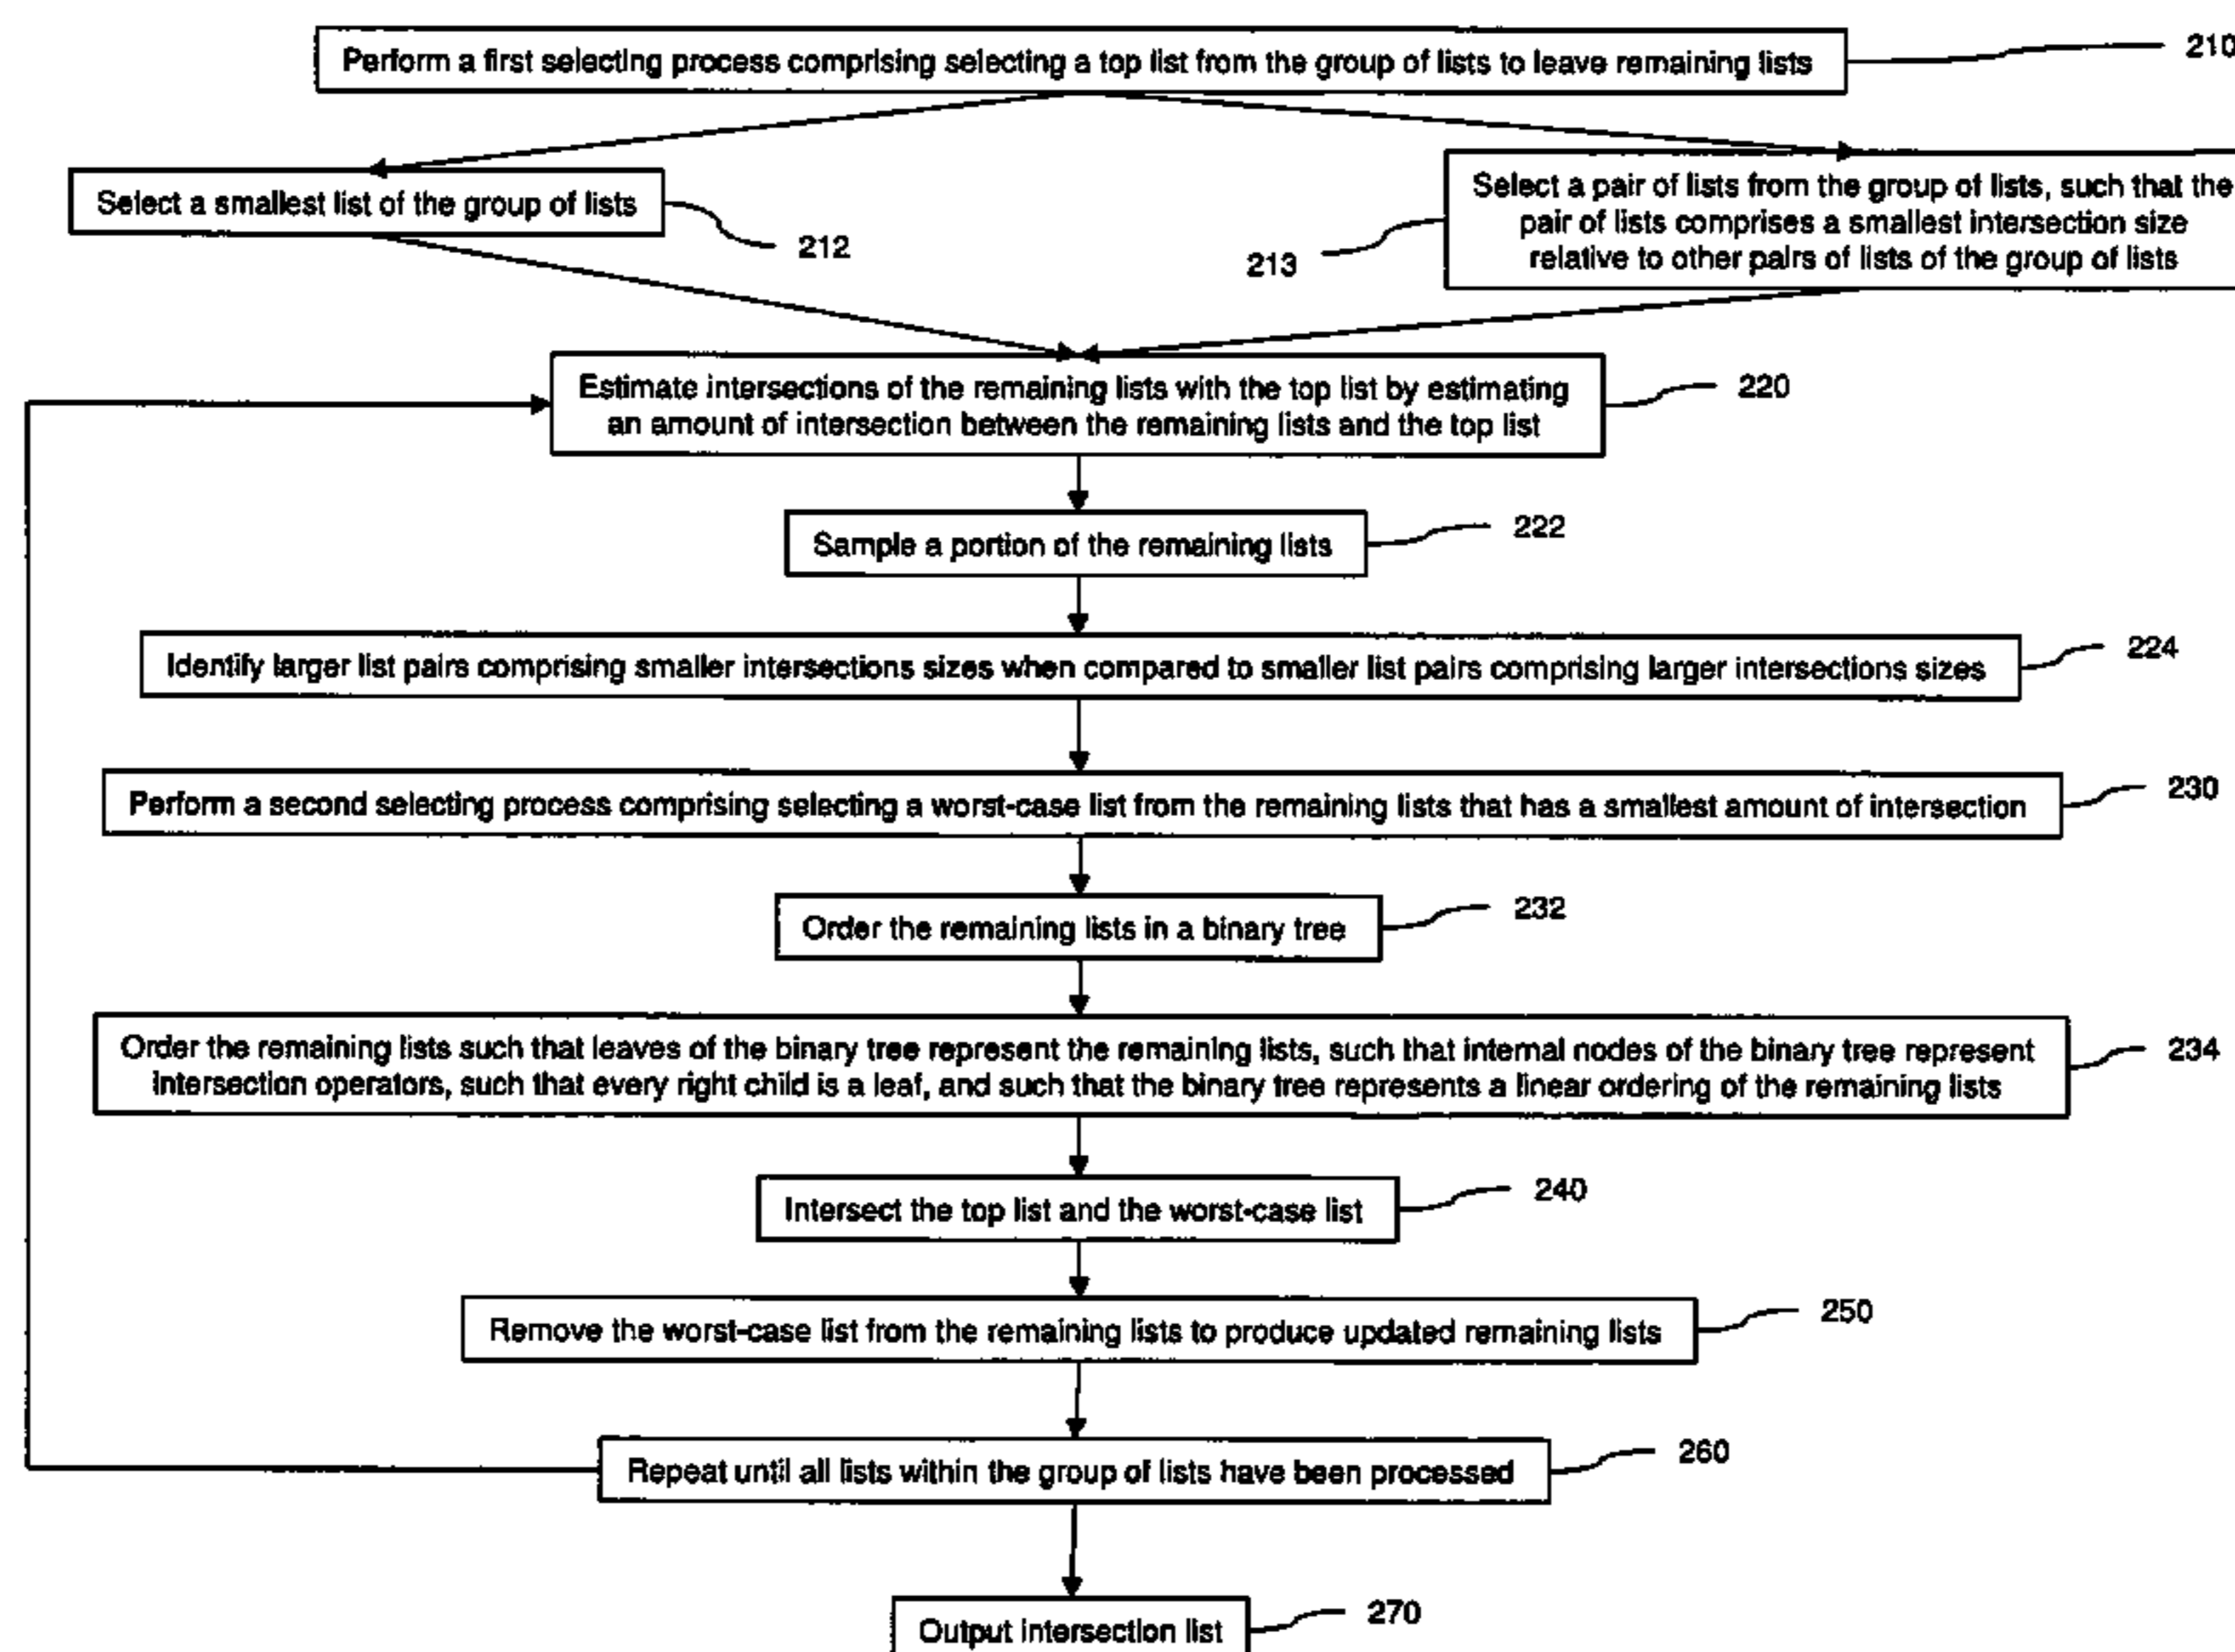 Perform a first selecting process comprising selecting a top list from the group of lists to leave remaining lists
210
Select a smallest list of the group of lists
212
Select a pair of lists from the group of lists, such that the
pair of lists comprises a smallest intersection size
relative to other pairs of lists of the group of lists
213
Estimate intersections of the remaining lists with the top list by estimating
an amount of intersection between the remaining lists and the top list
220
Sample a portion of the remaining lists
222
Identify larger list pairs comprising smaller intersections sizes when compared to smaller list pairs comprising larger intersections sizes
224
Perform a second selecting process comprising selecting a worst-case list from the remaining lists that has a smallest amount of intersection
230
Order the remaining lists in a binary tree
232
Order the remaining lists such that leaves of the binary tree represent the remaining lists, such that internal nodes of the binary tree represent
intersection operators, such that every right child is a leaf, and such that the binary tree represents a linear ordering of the remaining lists
234
Intersect the top list and the worst-case list
240
Remove the worst-case list from the remaining lists to produce updated remaining lists
250
Repeat until all lists within the group of lists have been processed
260
Output intersection list
270